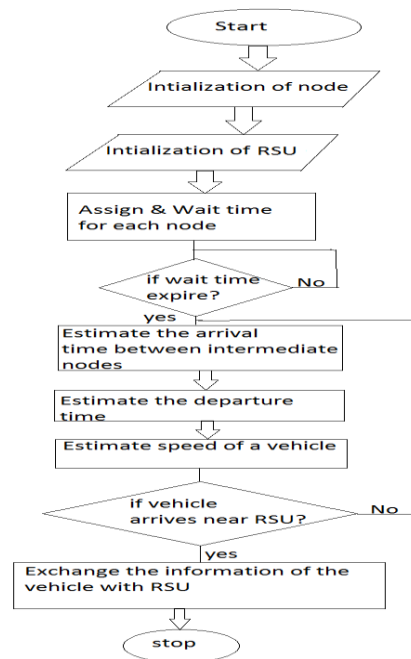 Start
Intialization of node
Intialization of RSU
Assign & Wait time
for each node
if wait time
expire?
No
yes
Estimate the arrival
time between intermediate
nodes
Estimate the departure
time
Estimate speed of a vehicle
if vehicle
arrives near RSU?
No
yes
Exchange the information of the
vehicle with RSU
stop